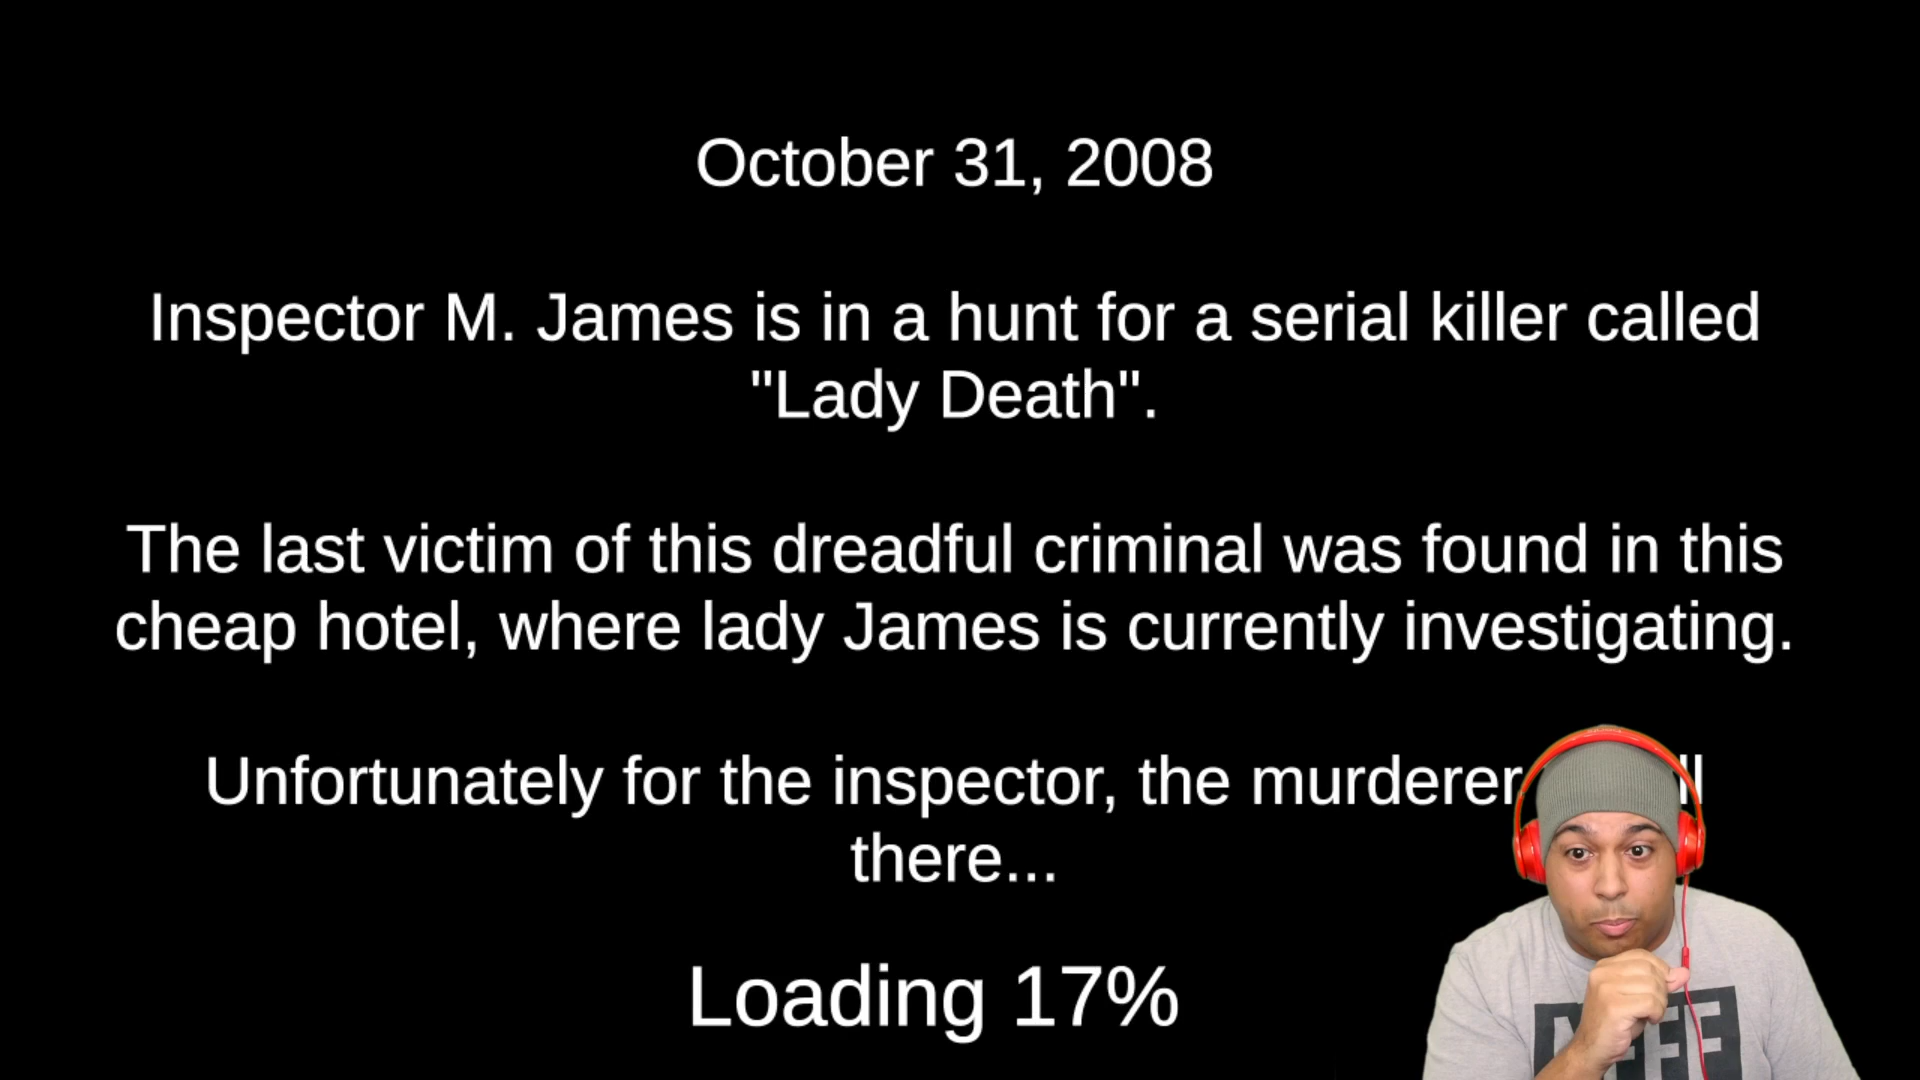 October 31, 2008
Inspector M. James is in a hunt for a serial killer called
"Lady Death".
The last victim of this dreadful criminal was found in this
cheap hotel, where lady James is currently investigating.
Unfortunately for the inspector, the murderer
there...
Loading 17%